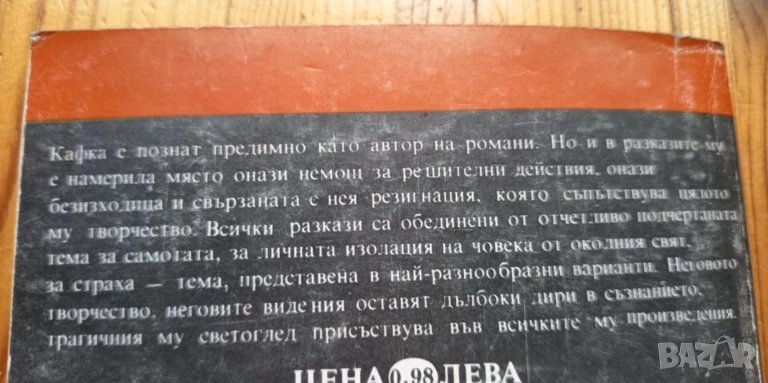 Кафка е познат предимно като автор на романи. Но и в разказите му
е намерила място онази немощ за решителни действия, онази
безизходица и свързаната с нея резигнация, която съпътствува цялото
му творчество. Всички разкази са обединени от отчетливо подчертаната
тема за самотата, за личната изолация на човека от околния свят,
за страха — тема, представена в най-разнообразни варианти. Неговото
творчество, неговите видения оставят дълбоки дири в съзнанието,
трагичния му светоглед присъствува във всичките му произведения.
ЦЕНА 0.98 ЛЕВА
BAZAR
bazar.bg